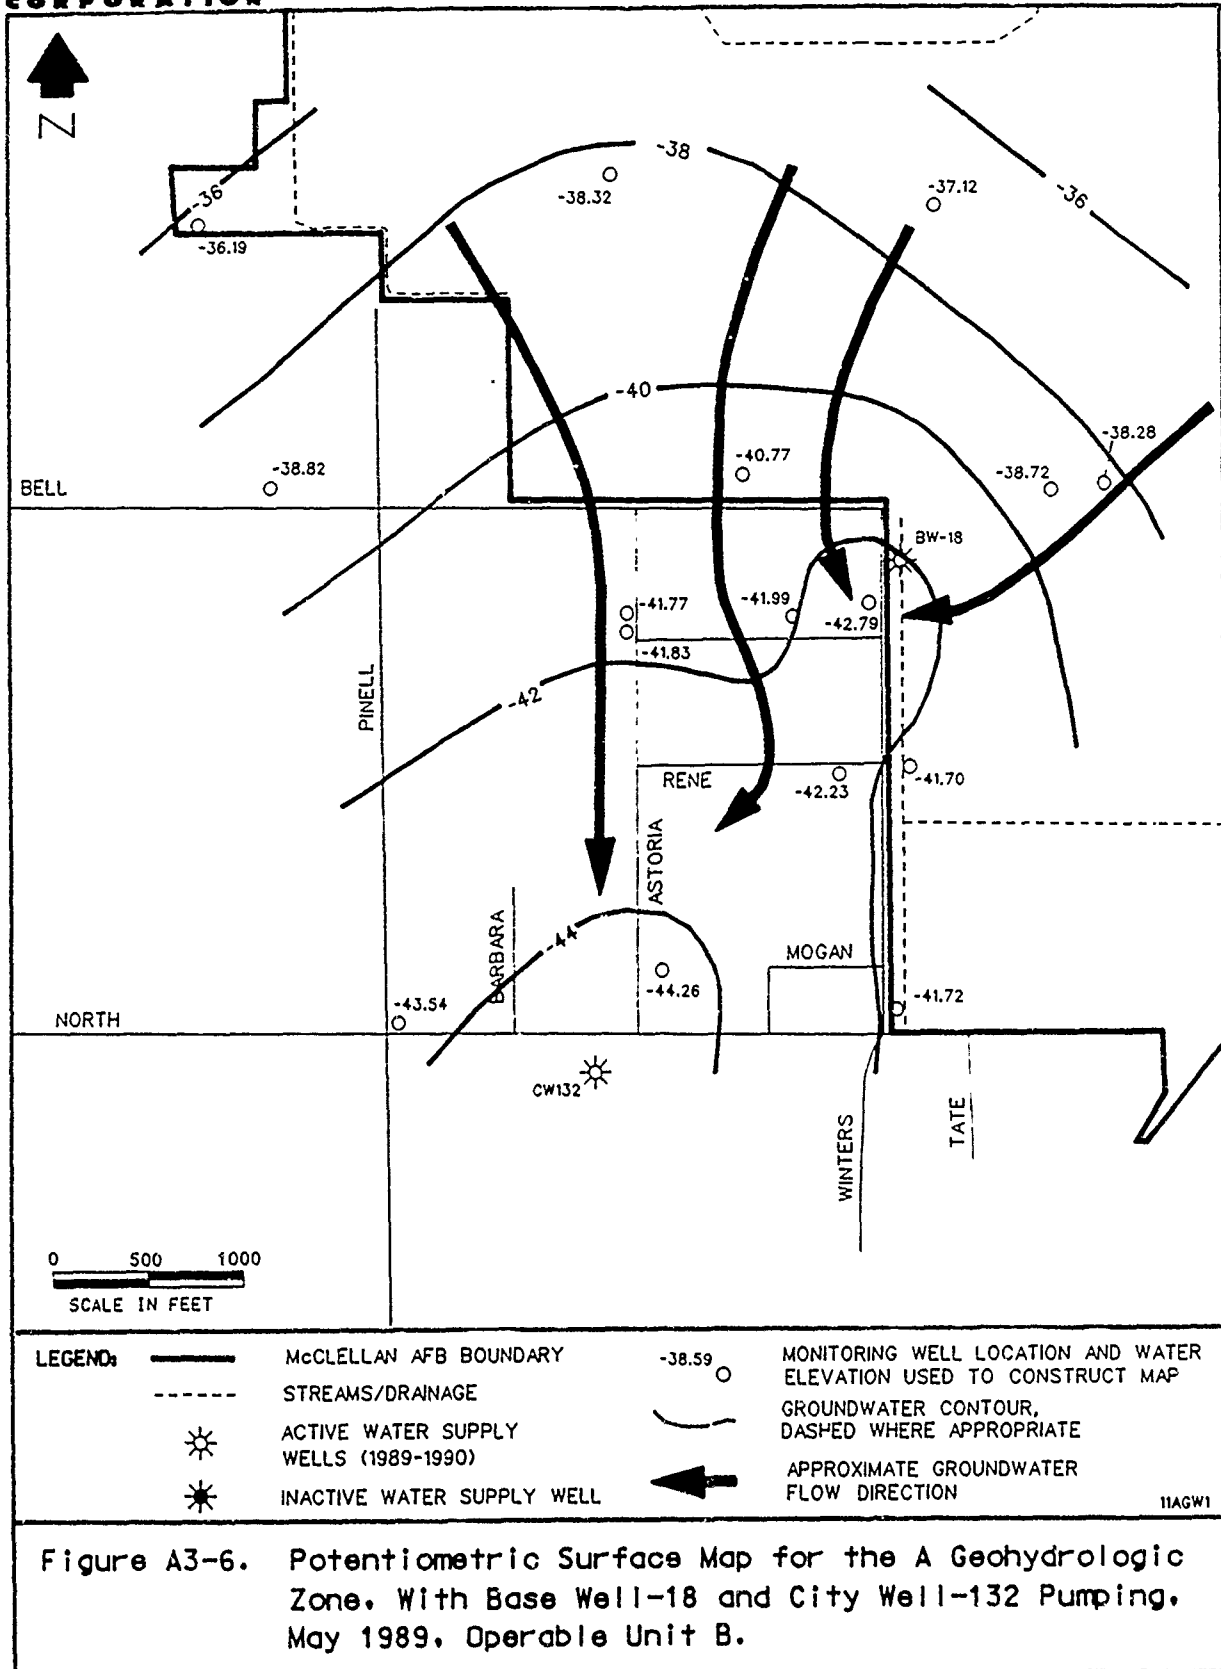 CORPORATION
Z
-36
-36.19
-38.32
-38
-37.12
-36
-40
-38.82
-40.77
-38.28
-38.72
BELL
BW-18
-41.77
-41.99
-42.79
-41.83
-42
PINELL
RENE
-42.23
-41.70
ASTORIA
BARBARA
-44
MOGAN
-44.26
-43.54
-41.72
NORTH
CW132
WINTERS
TATE
0 500 1000
SCALE IN FEET
LEGEND:
McCLELLAN AFB BOUNDARY
STREAMS/DRAINAGE
ACTIVE WATER SUPPLY
WELLS (1989-1990)
INACTIVE WATER SUPPLY WELL
-38.59
MONITORING WELL LOCATION AND WATER
ELEVATION USED TO CONSTRUCT MAP
GROUNDWATER CONTOUR,
DASHED WHERE APPROPRIATE
APPROXIMATE GROUNDWATER
FLOW DIRECTION
11AGW1
Figure A3-6. Potentiometric Surface Map for the A Geohydrologic
Zone, With Base Well-18 and City Well-132 Pumping,
May 1989, Operable Unit B.